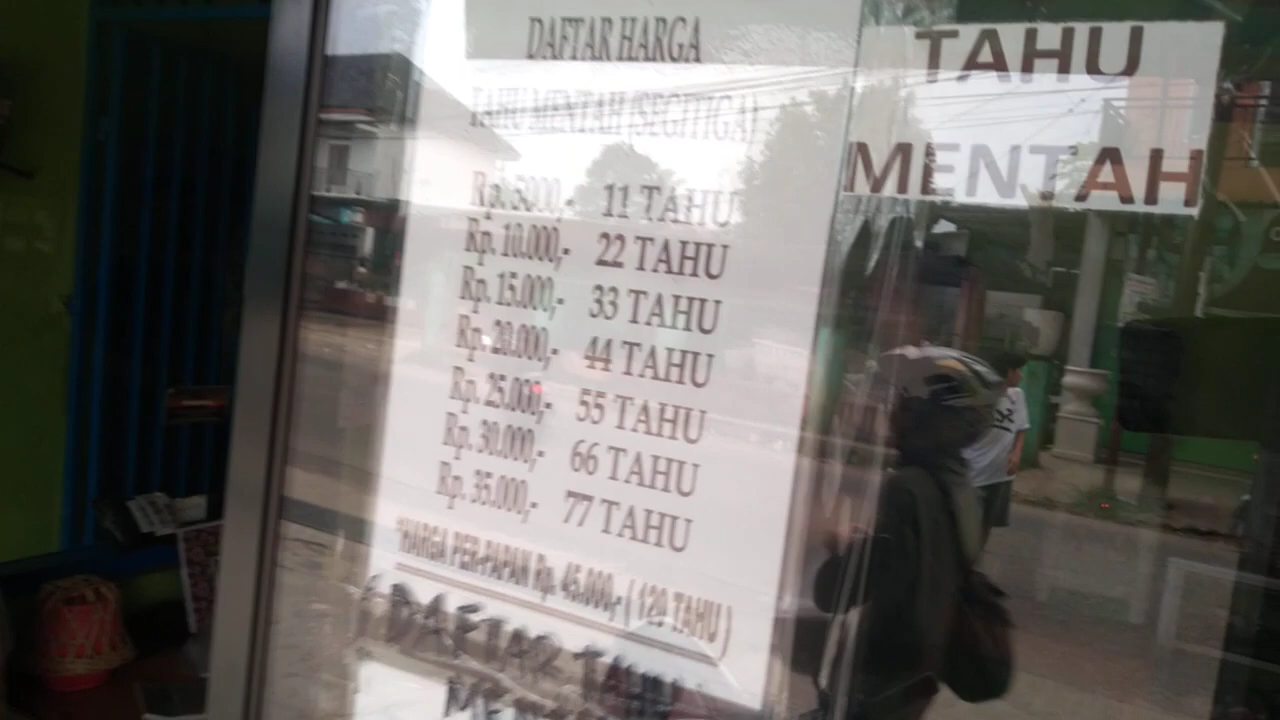 DAFTAR HARGA
TAHU MENTAH (SEGITIGA)
Rp. 5000,- 11 TAHU
Rp. 10.000,- 22 TAHU
Rp. 15.000,- 33 TAHU
Rp. 20.000,- 44 TAHU
Rp. 25.000,- 55 TAHU
Rp. 30.000,- 66 TAHU
Rp. 35.000,- 77 TAHU
*HARGA PER-PAPAN Rp. 45.000,- ( 120 TAHU )
DAFTAR TAHU
TAHU
MENTAH